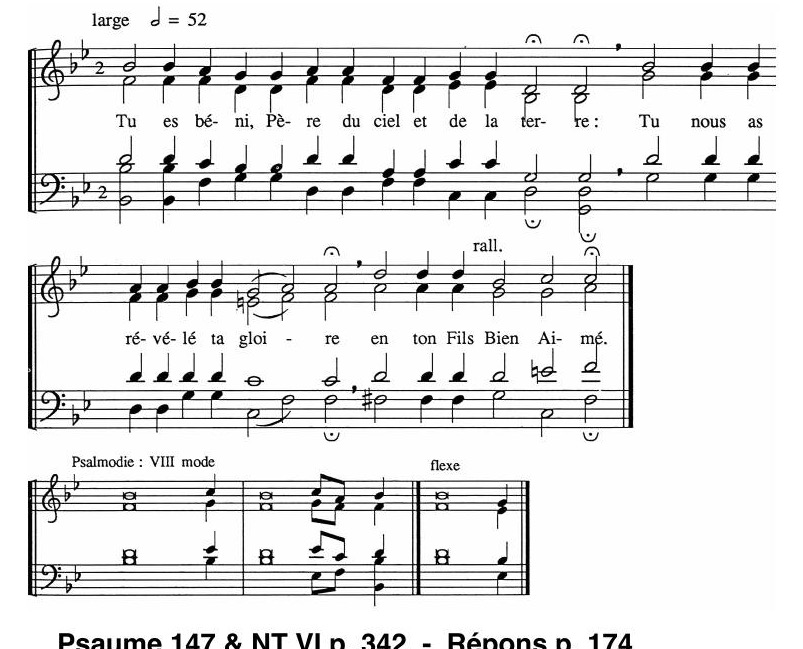 large 𝅗𝅥 = 52
Tu es bé- ni, Pè- re du ciel et de la ter- re : Tu nous as
rall.
ré- vé- lé ta gloi - re en ton Fils Bien Ai- mé.
Psalmodie : VIII mode flexe
Psaume 147 & NT VI p. 342 - Répons p. 174